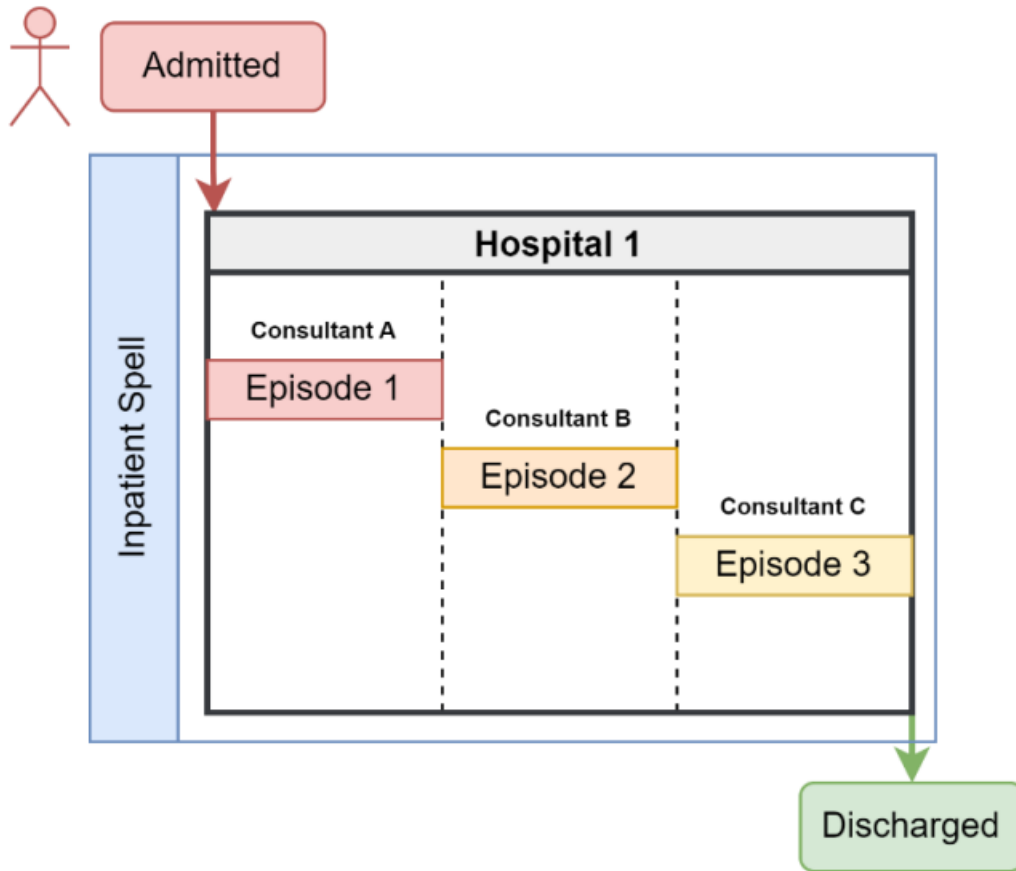 Admitted
Hospital 1
Inpatient Spell
Consultant A
Episode 1
Consultant B
Episode 2
Consultant C
Episode 3
Discharged